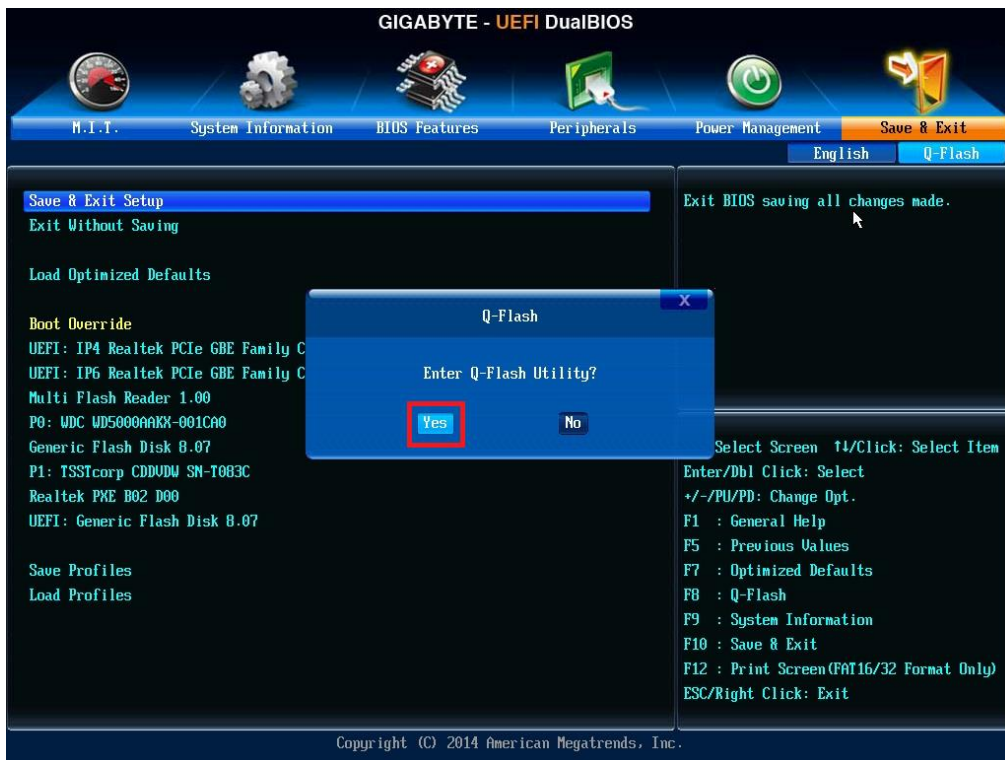 GIGABYTE - UEFI DualBIOS
M.I.T.
System Information
BIOS Features
Peripherals
Power Management
Save & Exit
English
Q-Flash
Save & Exit Setup
Exit Without Saving
Load Optimized Defaults
Boot Override
UEFI: IP4 Realtek PCIe GBE Family C
UEFI: IP6 Realtek PCIe GBE Family C
Multi Flash Reader 1.00
P0: WDC WD5000AAKX-001CA0
Generic Flash Disk 8.07
P1: TSSTcorp CDDVDW SN-T083C
Realtek PXE B02 D00
UEFI: Generic Flash Disk 8.07
Save Profiles
Load Profiles
Q-Flash
X
Enter Q-Flash Utility?
Yes
No
Exit BIOS saving all changes made.
Select Screen ↑↓/Click: Select Item
Enter/Dbl Click: Select
+/-/PU/PD: Change Opt.
F1 : General Help
F5 : Previous Values
F7 : Optimized Defaults
F8 : Q-Flash
F9 : System Information
F10 : Save & Exit
F12 : Print Screen(FAT16/32 Format Only)
ESC/Right Click: Exit
Copyright (C) 2014 American Megatrends, Inc.